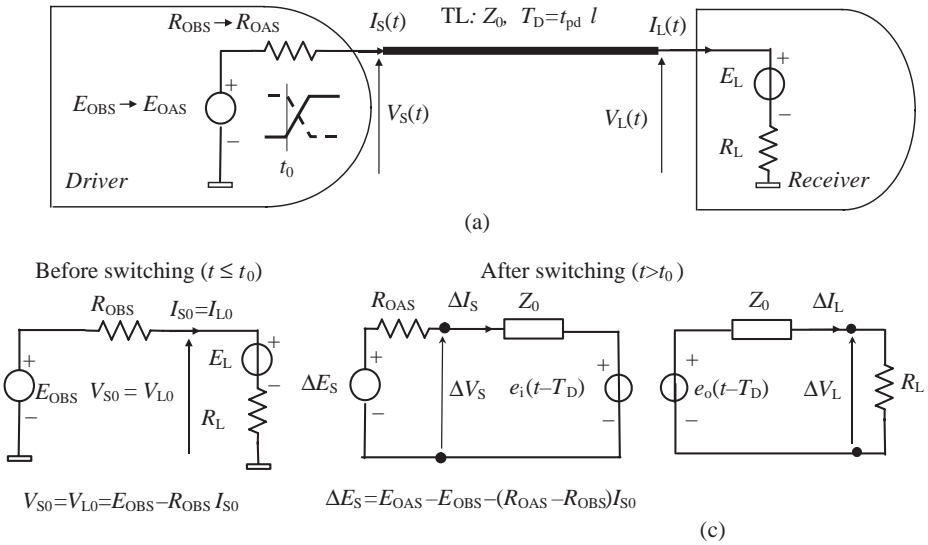 R_OBS → R_OAS
I_S(t)
TL: Z_0, T_D=t_pd l
I_L(t)
E_OBS → E_OAS
+
−
t_0
V_S(t)
V_L(t)
E_L
+
−
R_L
Driver
Receiver
(a)
Before switching (t ≤ t_0)
After switching (t>t_0)
R_OBS
I_S0=I_L0
R_OAS
ΔI_S
Z_0
Z_0
ΔI_L
+
E_OBS
−
V_S0 = V_L0
E_L
+
−
R_L
+
ΔE_S
−
ΔV_S
e_i(t–T_D)
+
−
+
e_o(t–T_D)
−
ΔV_L
R_L
V_S0=V_L0=E_OBS−R_OBS I_S0
ΔE_S=E_OAS−E_OBS−(R_OAS−R_OBS)I_S0
(c)